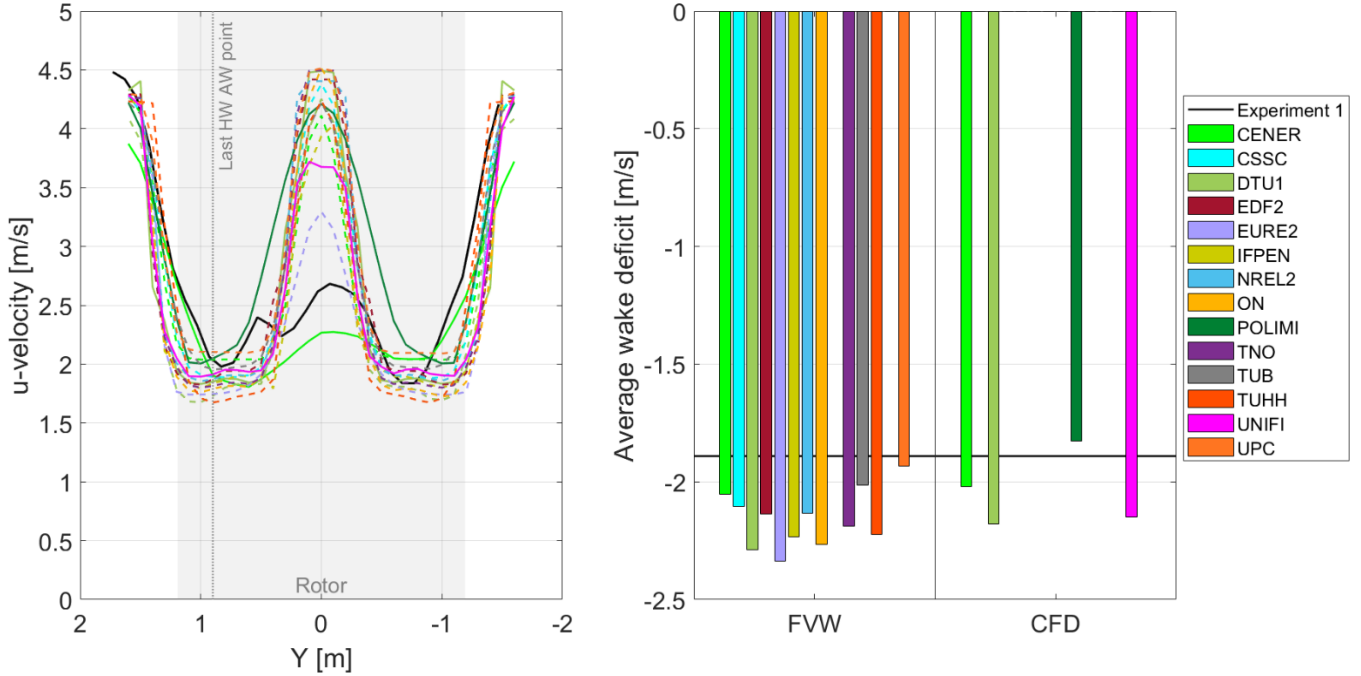 5
4.5
4
3.5
3
2.5
2
1.5
1
0.5
0
u-velocity [m/s]
Last HW AW point
Rotor
2
1
0
-1
-2
Y [m]
0
-0.5
-1
-1.5
-2
-2.5
Average wake deficit [m/s]
FVW
CFD
Experiment 1
CENER
CSSC
DTU1
EDF2
EURE2
IFPEN
NREL2
ON
POLIMI
TNO
TUB
TUHH
UNIFI
UPC